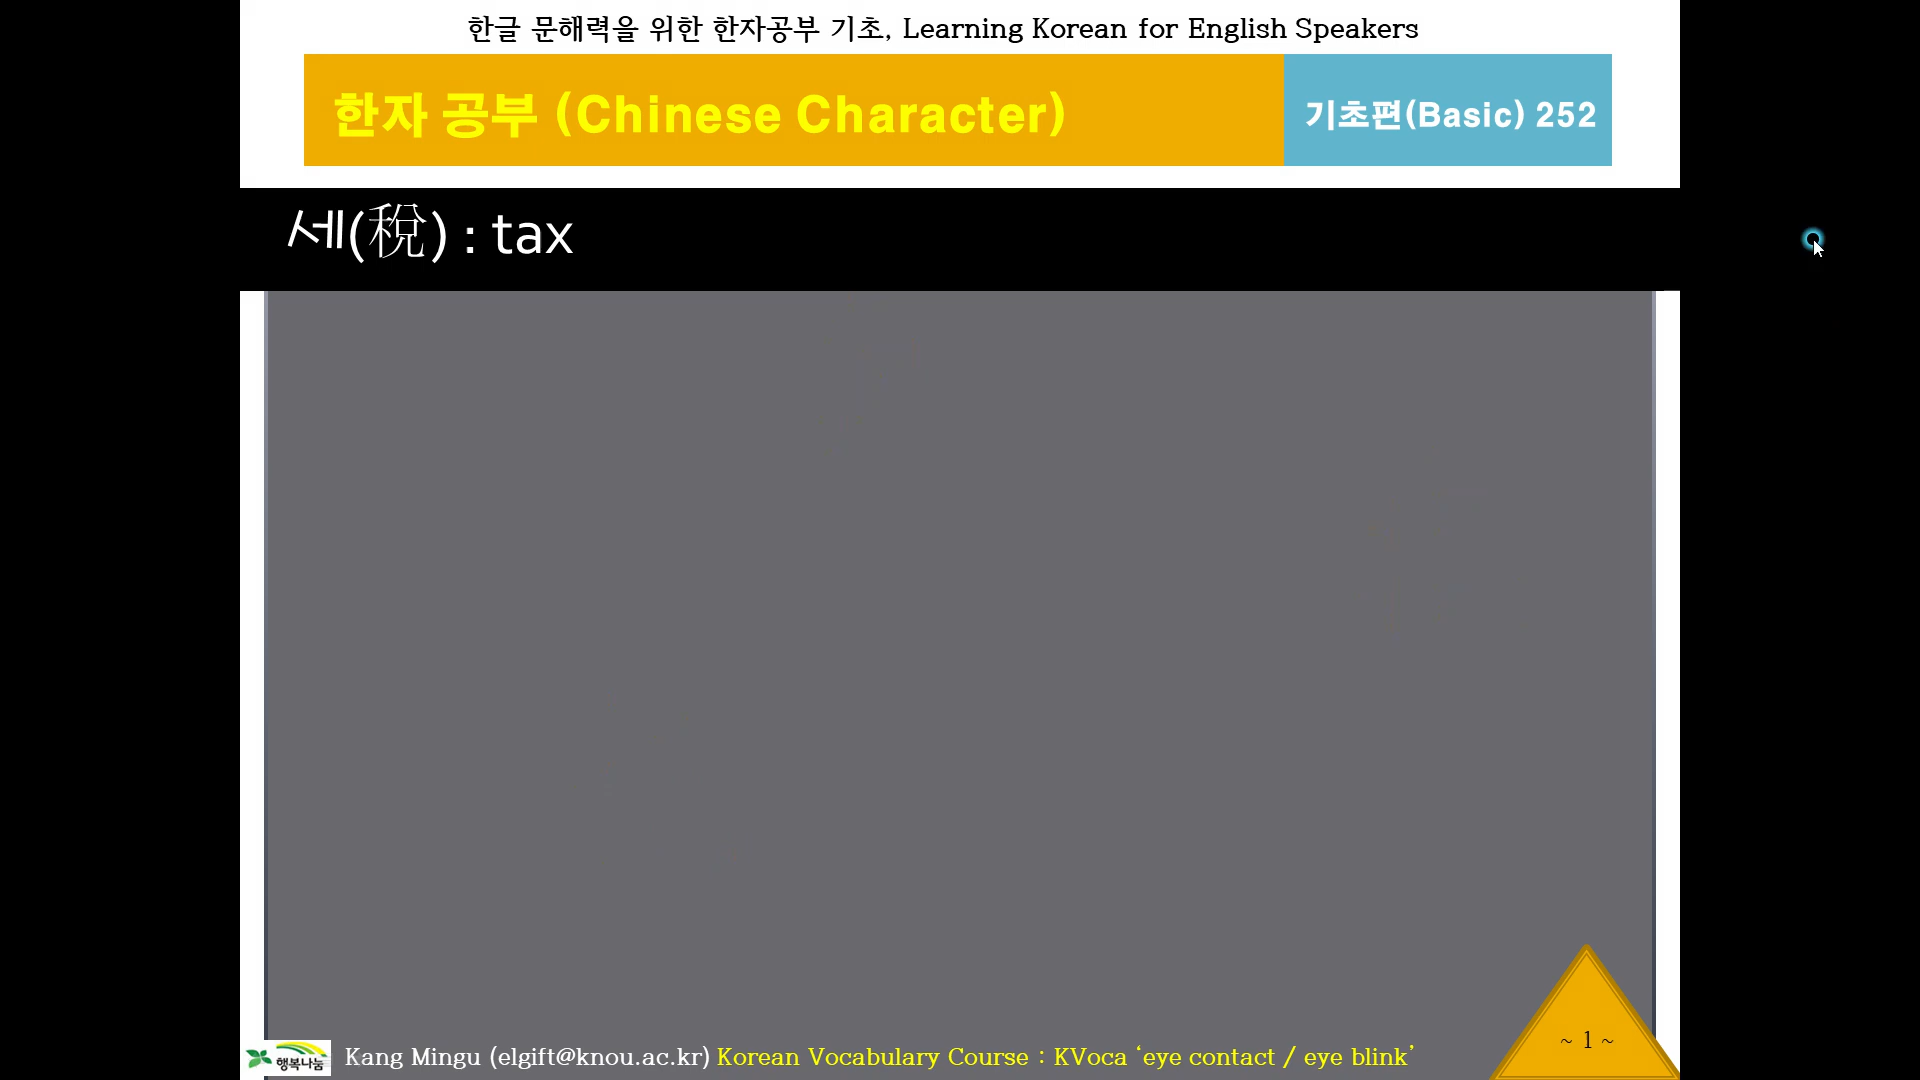 한글 문해력을 위한 한자공부 기초, Learning Korean for English Speakers
한자 공부 (Chinese Character)
기초편(Basic) 252
세(稅) : tax
행복나눔
Kang Mingu (elgift@knou.ac.kr) Korean Vocabulary Course : KVoca ‘eye contact / eye blink’
~ 1 ~